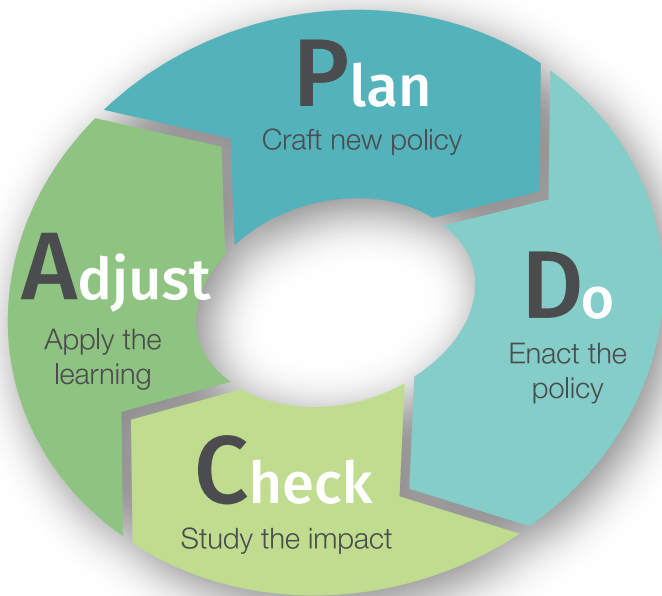 Plan
Craft new policy
Do
Enact the
policy
Check
Study the impact
Adjust
Apply the
learning